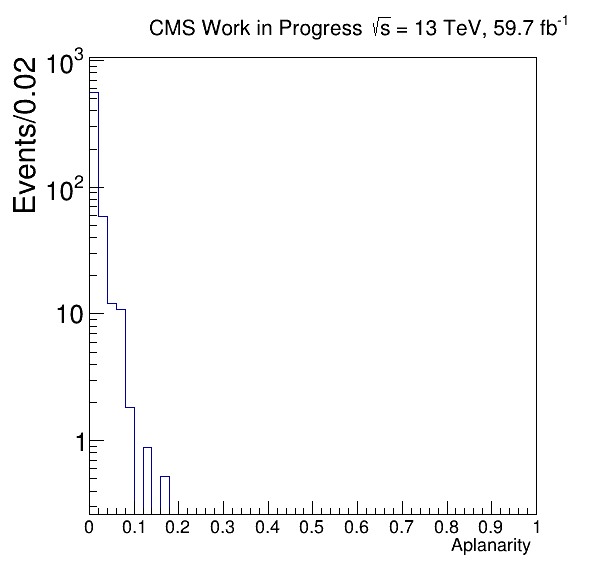 CMS Work in Progress √s = 13 TeV, 59.7 fb⁻¹
Events/0.02
10³
10²
10
1
0 0.1 0.2 0.3 0.4 0.5 0.6 0.7 0.8 0.9 1
Aplanarity